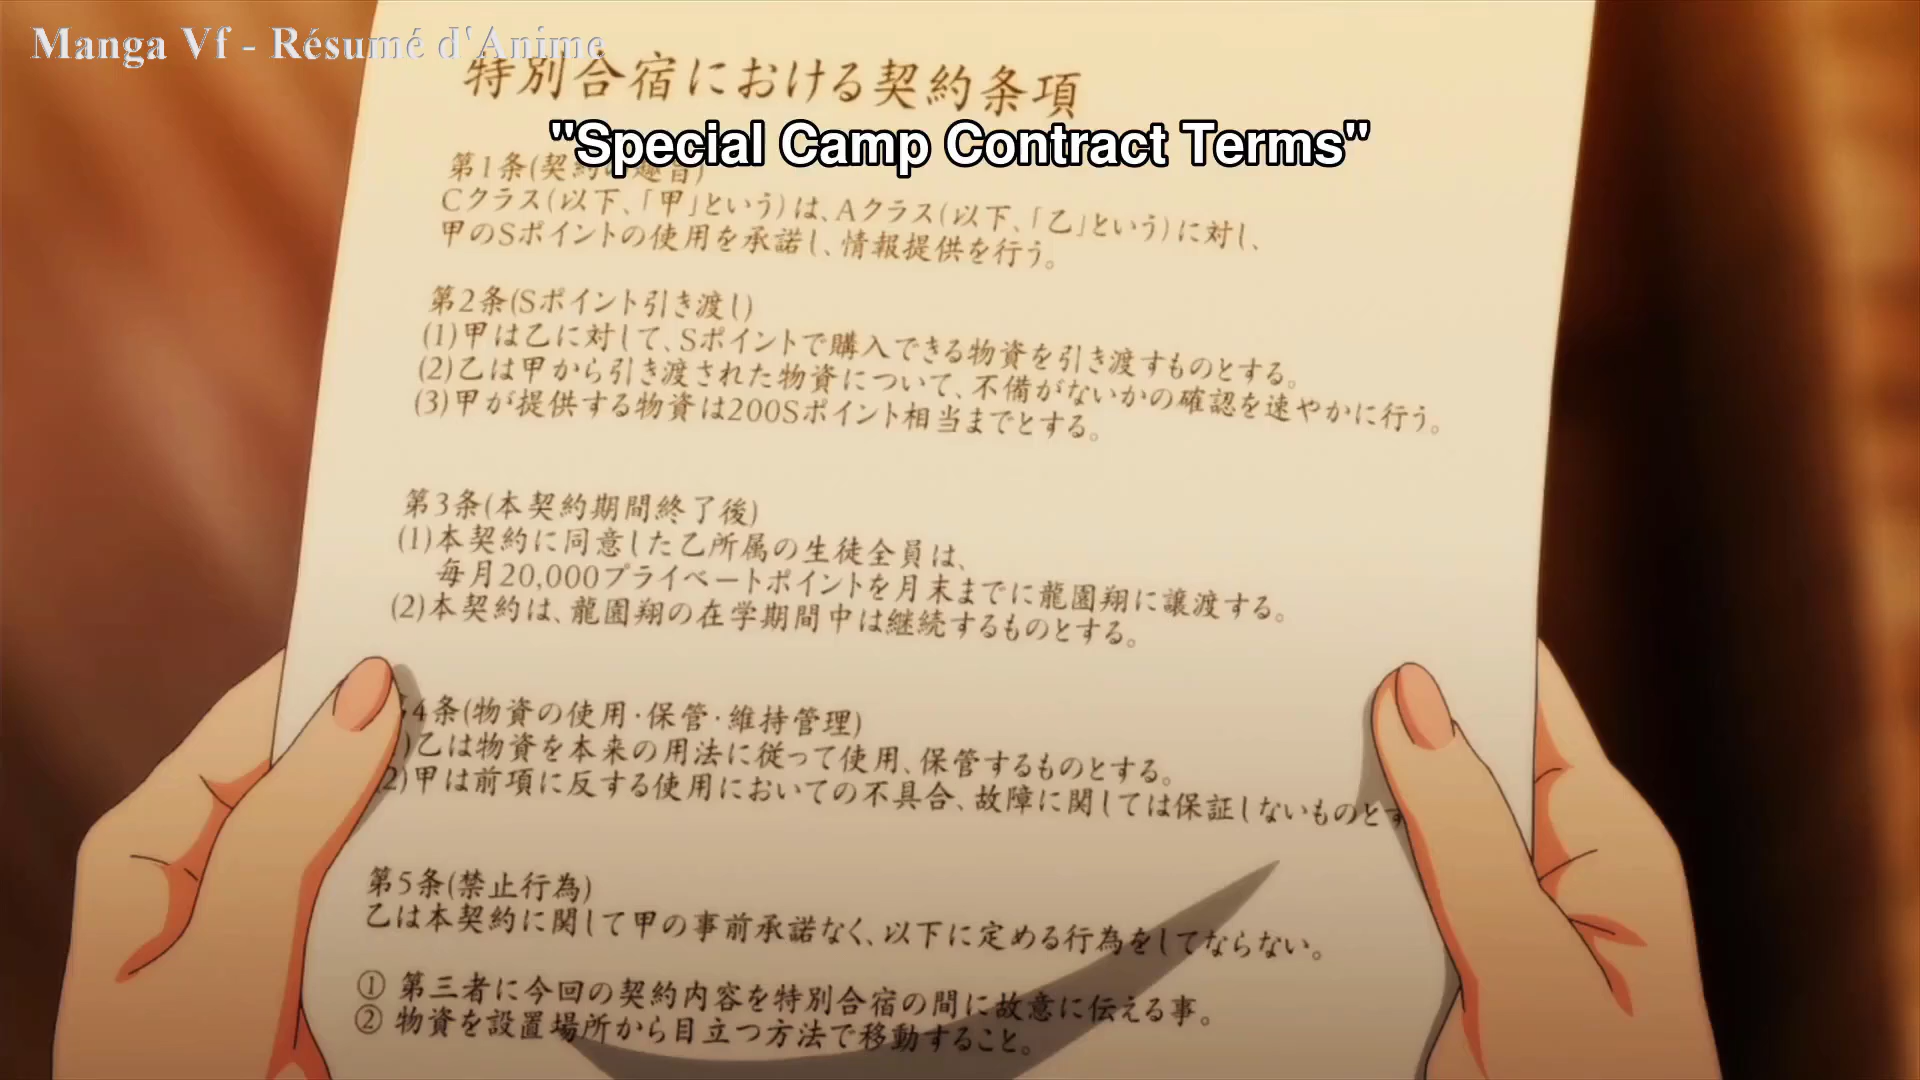 Manga Vf - Résumé d'Anime
特別合宿における契約条項
"Special Camp Contract Terms"
第1条(契約の趣旨)
Cクラス(以下、「甲」という)は、Aクラス(以下、「乙」という)に対し、
甲のSポイントの使用を承諾し、情報提供を行う。
第2条(Sポイント引き渡し)
(1)甲は乙に対して、Sポイントで購入できる物資を引き渡すものとする。
(2)乙は甲から引き渡された物資について、不備がないかの確認を速やかに行う。
(3)甲が提供する物資は200Sポイント相当までとする。
第3条(本契約期間終了後)
(1)本契約に同意した乙所属の生徒全員は、
毎月20,000プライベートポイントを月末までに龍園翔に譲渡する。
(2)本契約は、龍園翔の在学期間中は継続するものとする。
4条(物資の使用·保管·維持管理)
)乙は物資を本来の用法に従って使用、保管するものとする。
2)甲は前項に反する使用においての不具合、故障に関しては保証しないものとす
第5条(禁止行為)
乙は本契約に関して甲の事前承諾なく、以下に定める行為をしてならない。
① 第三者に今回の契約内容を特別合宿の間に故意に伝える事。
② 物資を設置場所から目立つ方法で移動すること。